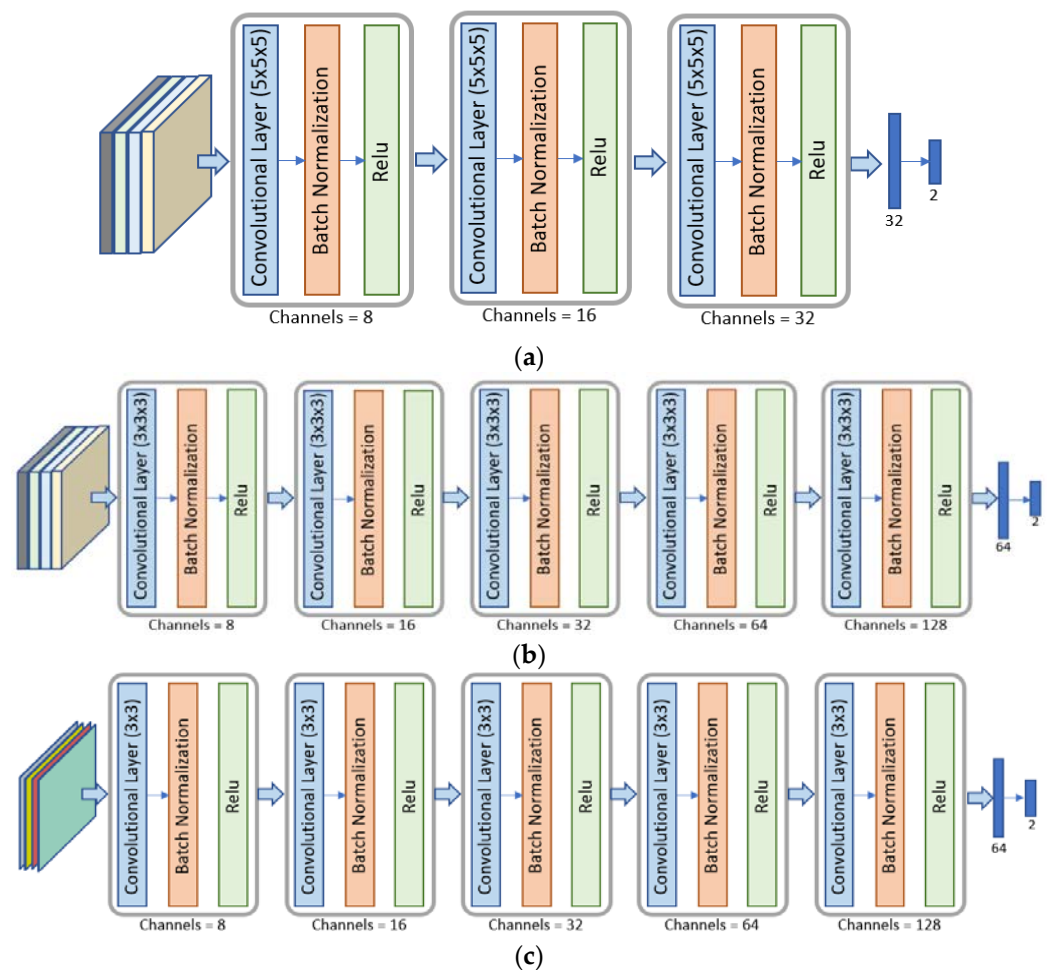 Convolutional Layer (5x5x5)
Batch Normalization
Relu
Channels = 8
Convolutional Layer (5x5x5)
Batch Normalization
Relu
Channels = 16
Convolutional Layer (5x5x5)
Batch Normalization
Relu
Channels = 32
32
2
(a)
Convolutional Layer (3x3x3)
Batch Normalization
Relu
Channels = 8
Convolutional Layer (3x3x3)
Batch Normalization
Relu
Channels = 16
Convolutional Layer (3x3x3)
Batch Normalization
Relu
Channels = 32
Convolutional Layer (3x3x3)
Batch Normalization
Relu
Channels = 64
Convolutional Layer (3x3x3)
Batch Normalization
Relu
Channels = 128
64
2
(b)
Convolutional Layer (3x3)
Batch Normalization
Relu
Channels = 8
Convolutional Layer (3x3)
Batch Normalization
Relu
Channels = 16
Convolutional Layer (3x3)
Batch Normalization
Relu
Channels = 32
Convolutional Layer (3x3)
Batch Normalization
Relu
Channels = 64
Convolutional Layer (3x3)
Batch Normalization
Relu
Channels = 128
64
2
(c)